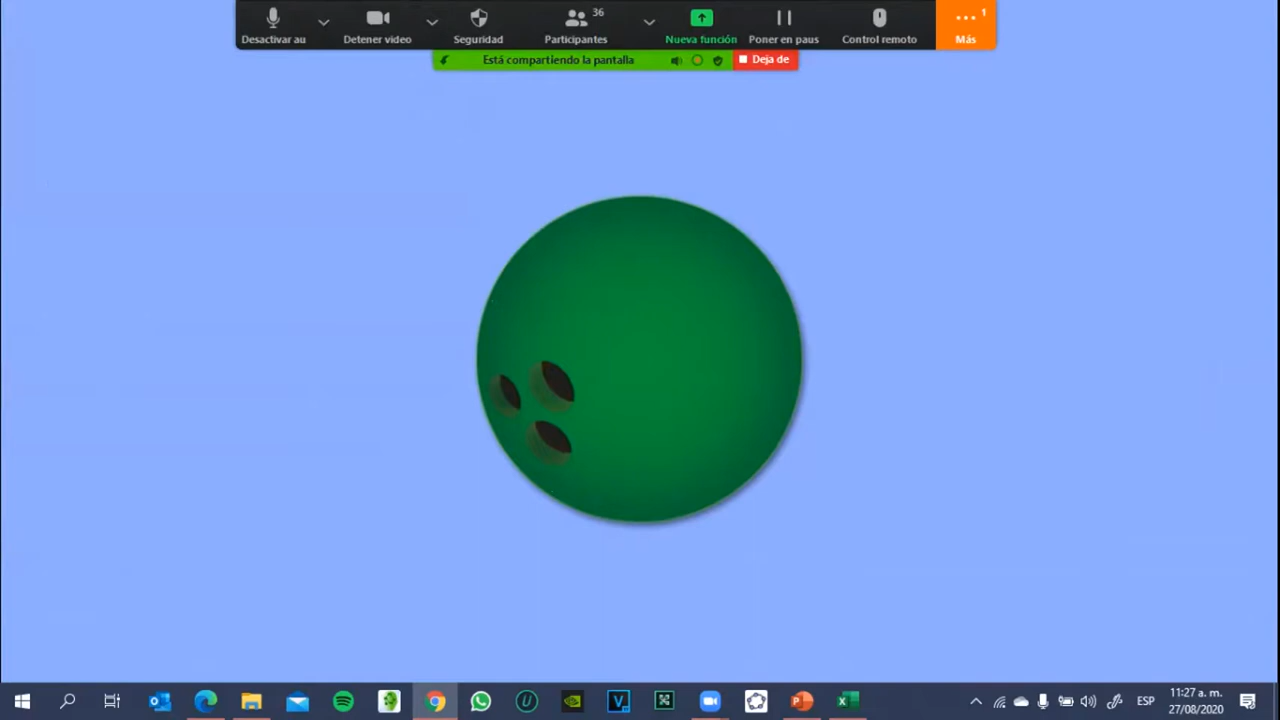 36
1
Desactivar au
Detener video
Seguridad
Participantes
Nueva función
Poner en paus
Control remoto
Más
Está compartiendo la pantalla
Deja de
ESP
11:27 a. m.
27/08/2020